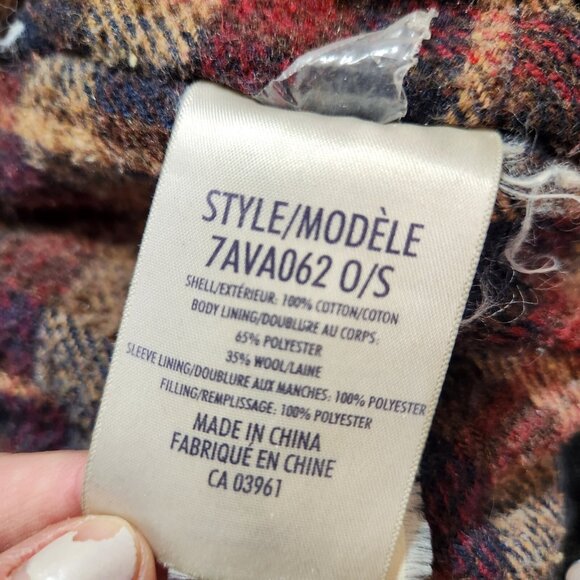 STYLE/MODÈLE
7AVA062 O/S
SHELL/EXTÉRIEUR: 100% COTTON/COTON
BODY LINING/DOUBLURE AU CORPS:
65% POLYESTER
35% WOOL/LAINE
SLEEVE LINING/DOUBLURE AUX MANCHES: 100% POLYESTER
FILLING/REMPLISSAGE: 100% POLYESTER
MADE IN CHINA
FABRIQUÉ EN CHINE
CA 03961